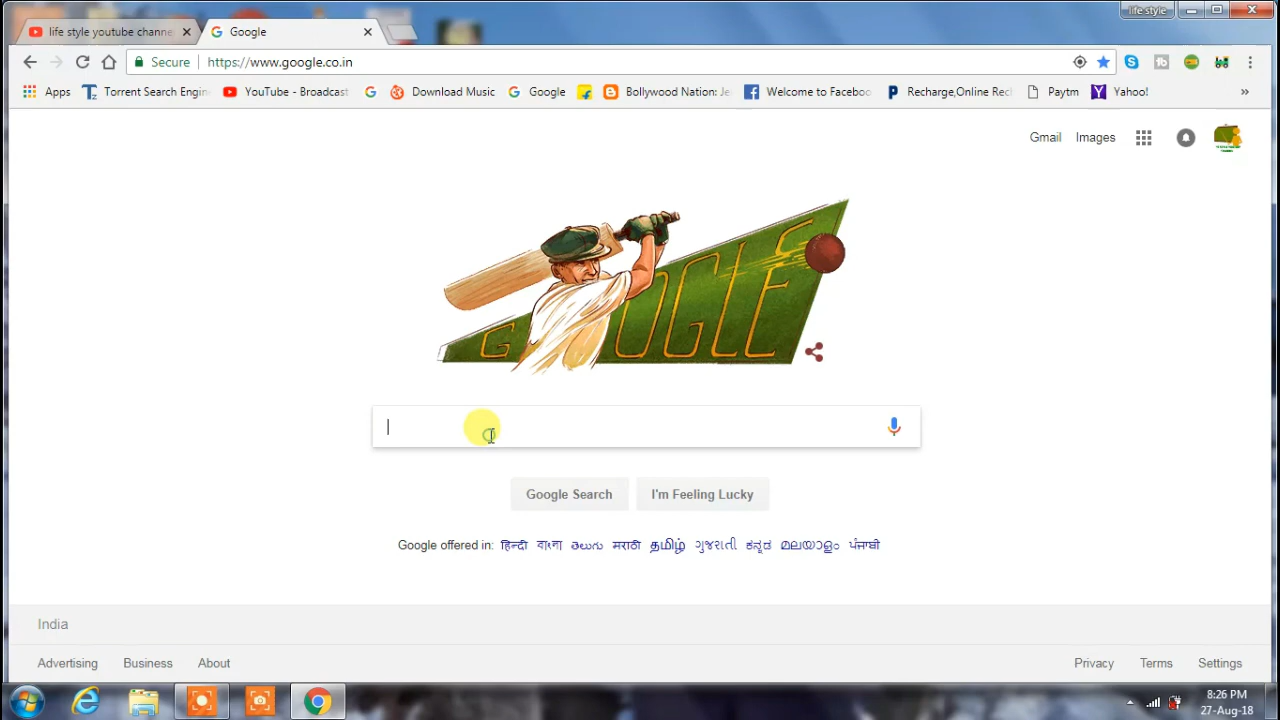 life style
life style youtube channe
Google
Secure
https://www.google.co.in
Apps
Torrent Search Engin
YouTube - Broadcast
Download Music
Google
Bollywood Nation: Je
Welcome to Faceboo
Recharge,Online Rec
Paytm
Yahoo!
»
Gmail
Images
GOOGLE
Google Search
I'm Feeling Lucky
Google offered in: हिन्दी বাংলা తెలుగు मराठी தமிழ் ગુજરાતી ಕನ್ನಡ മലയാളം ਪੰਜਾਬੀ
India
Advertising
Business
About
Privacy
Terms
Settings
8:26 PM
27-Aug-18